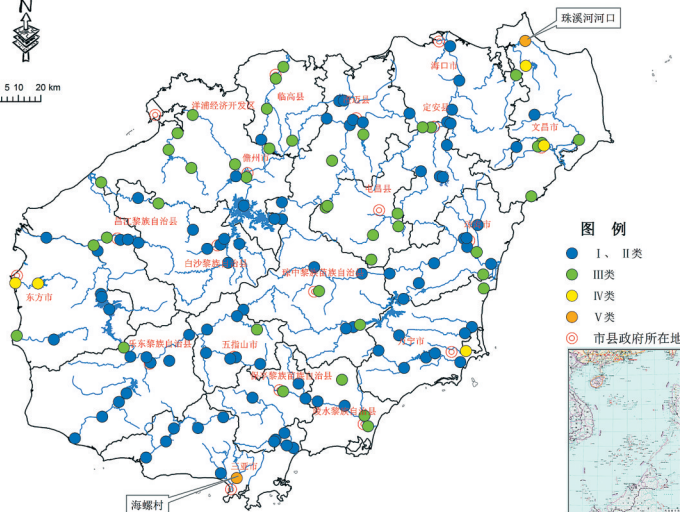 珠溪河河口
N
海口市
5 10 20 km
临高县
洋浦经济开发区
澄迈县
定安县
文昌市
儋州市
屯昌县
昌江黎族自治县
白沙黎族自治县
琼中黎族苗族自治
东方市
乐东黎族自治县
五指山市
万宁市
保亭黎族苗族自治县
陵水黎族自治县
三亚市
海螺村
图 例
Ⅰ、Ⅱ类
Ⅲ类
Ⅳ类
Ⅴ类
市县政府所在地